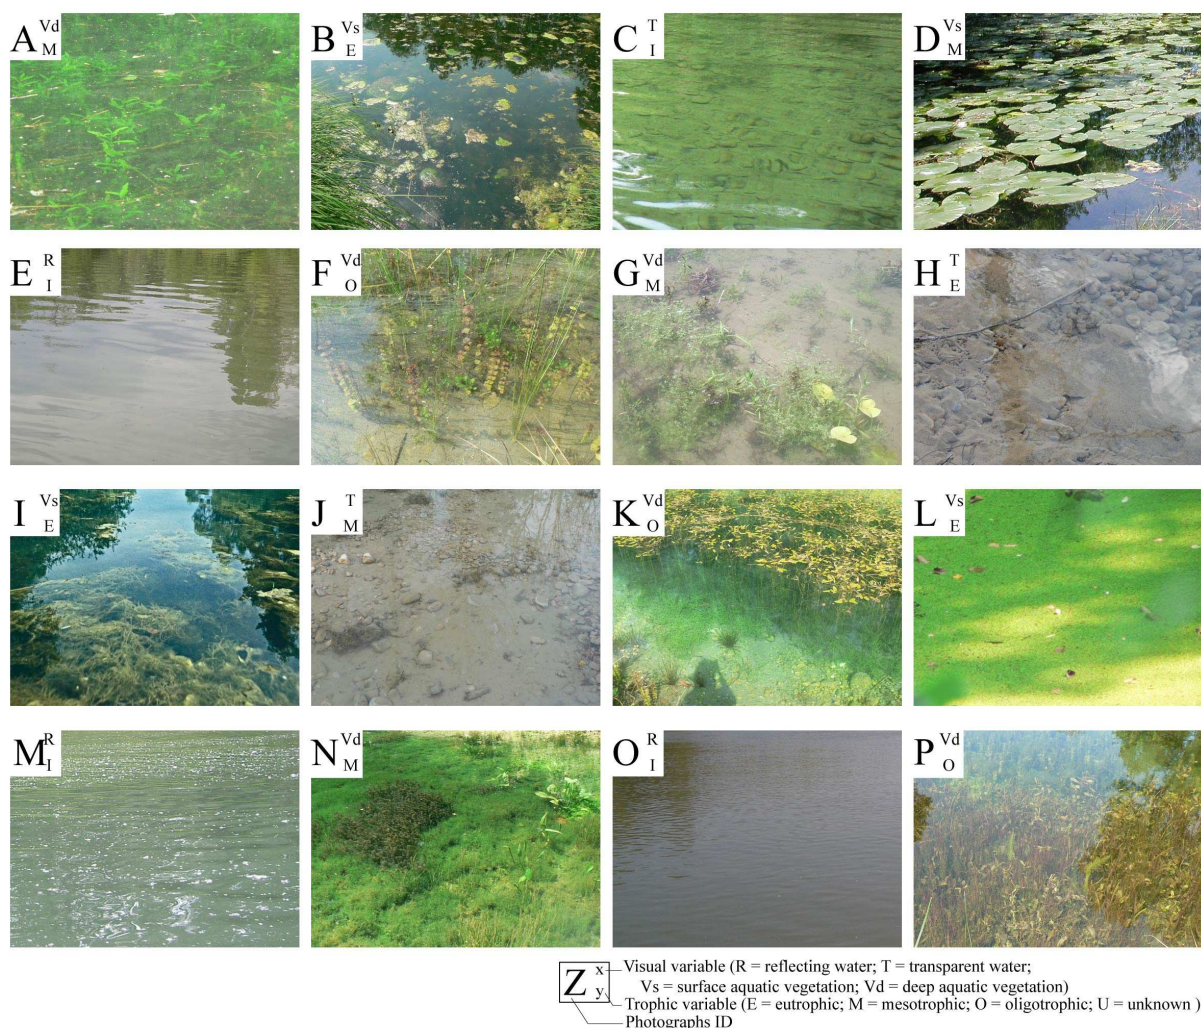 A Vd M
B Vs E
C T I
D Vs M
E R I
F Vd O
G Vd M
H T E
I Vs E
J T M
K Vd O
L Vs E
M R I
N Vd M
O R I
P Vd O
Z x y
Visual variable (R = reflecting water; T = transparent water;
Vs = surface aquatic vegetation; Vd = deep aquatic vegetation)
Trophic variable (E = eutrophic; M = mesotrophic; O = oligotrophic; U = unknown )
Photographs ID